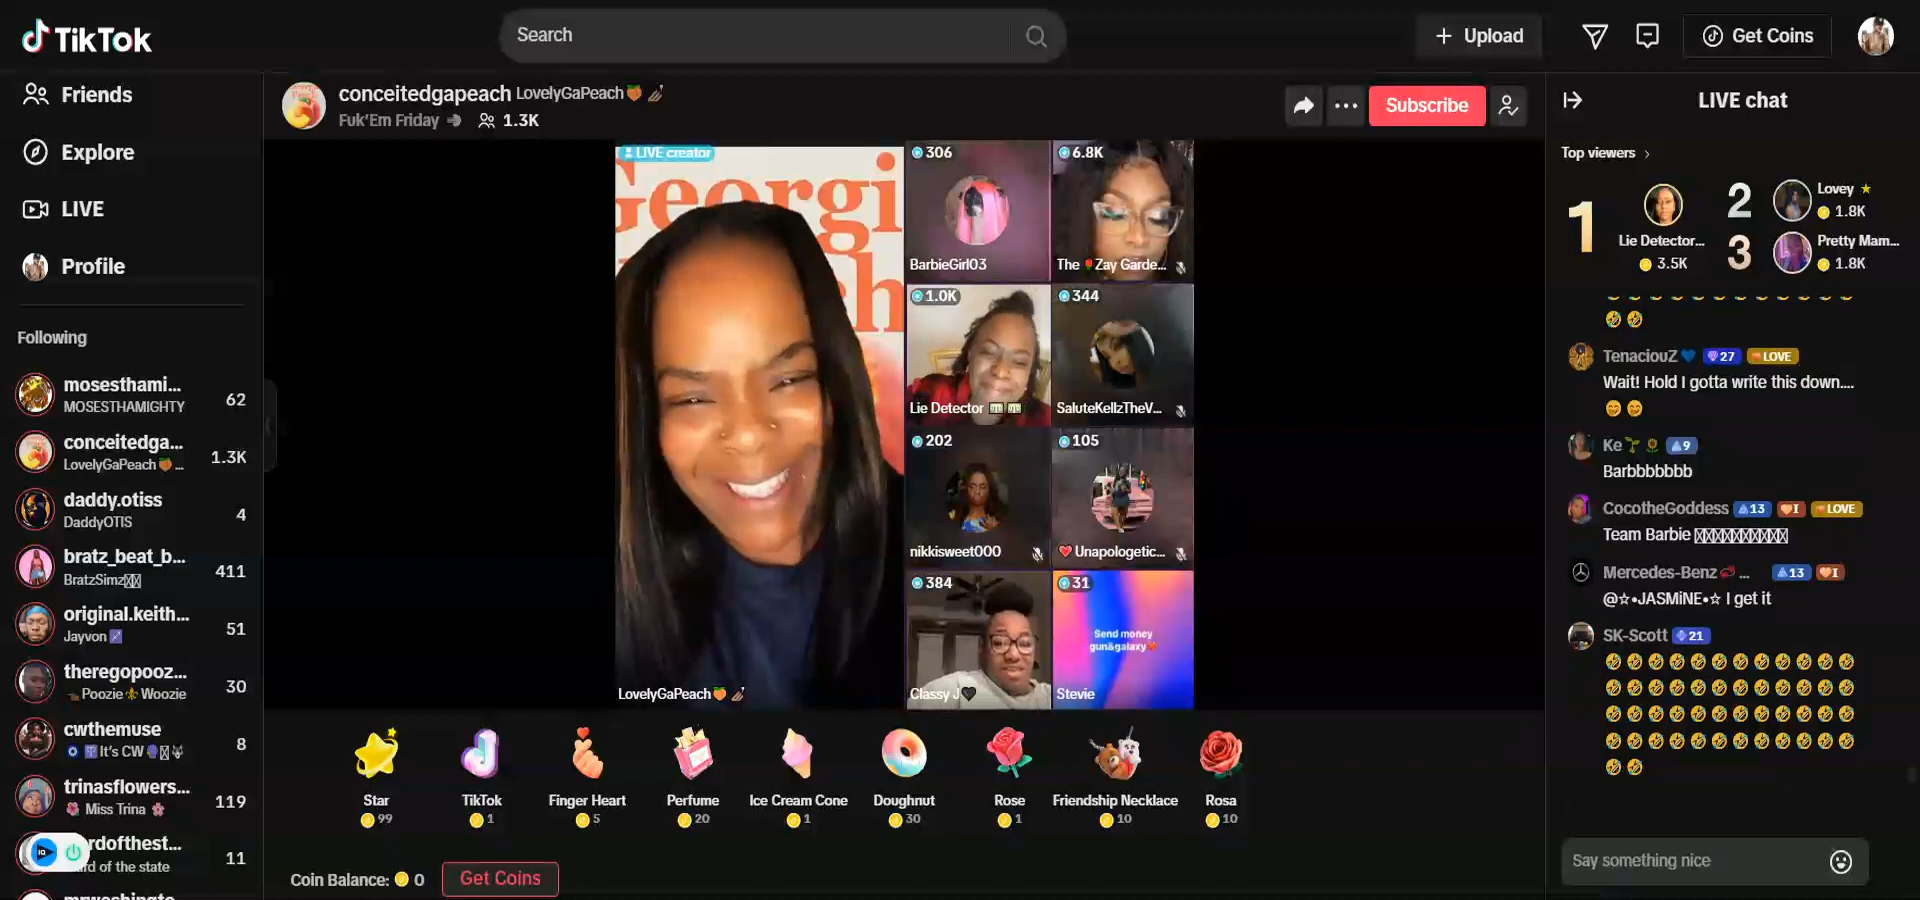 TikTok
Search
Upload
Get Coins
Friends
Explore
LIVE
Profile
Following
mosesthami...
MOSESTHAMIGHTY
62
conceitedga...
LovelyGaPeach🍑 ...
1.3K
daddy.otiss
DaddyOTIS
4
bratz_beat_b...
BratzSimz
411
original.keith...
Jayvon
51
theregopooz...
Poozie⚜Woozie
30
cwthemuse
It's CW
8
trinasflowers...
🌸 Miss Trina 🌸
119
rdofthest...
rd of the state
11
conceitedgapeach LovelyGaPeach🍑💅🏾
Fuk'Em Friday 💨 1.3K
Subscribe
LIVE creator
Georgi
ch
LovelyGaPeach🍑💅🏾
306
BarbieGirl03
6.8K
The 🌹Zay Garde...
1.0K
Lie Detector
344
SaluteKellzTheV...
202
nikkisweet000
105
❤️ Unapologetic...
384
Classy J🖤
31
Send money
gun&galaxy❤️
Stevie
Star
99
TikTok
1
Finger Heart
5
Perfume
20
Ice Cream Cone
1
Doughnut
30
Rose
1
Friendship Necklace
10
Rosa
10
Coin Balance: 0
Get Coins
LIVE chat
Top viewers >
1
Lie Detector...
3.5K
2
Lovey ⭐
1.8K
3
Pretty Mam...
1.8K
🤣🤣
TenaciouZ💙 27 LOVE
Wait! Hold I gotta write this down....
😊😊
Ke🌱🌻 9
Barbbbbbbb
CocotheGoddess 13 I LOVE
Team Barbie
Mercedes-Benz💋... 13 I
@☆•JASMiNE•☆ I get it
SK-Scott 21
🤣🤣🤣🤣🤣🤣🤣🤣🤣🤣🤣🤣
🤣🤣🤣🤣🤣🤣🤣🤣🤣🤣🤣🤣
🤣🤣🤣🤣🤣🤣🤣🤣🤣🤣🤣🤣
🤣🤣🤣🤣🤣🤣🤣🤣🤣🤣🤣🤣
🤣🤣
Say something nice